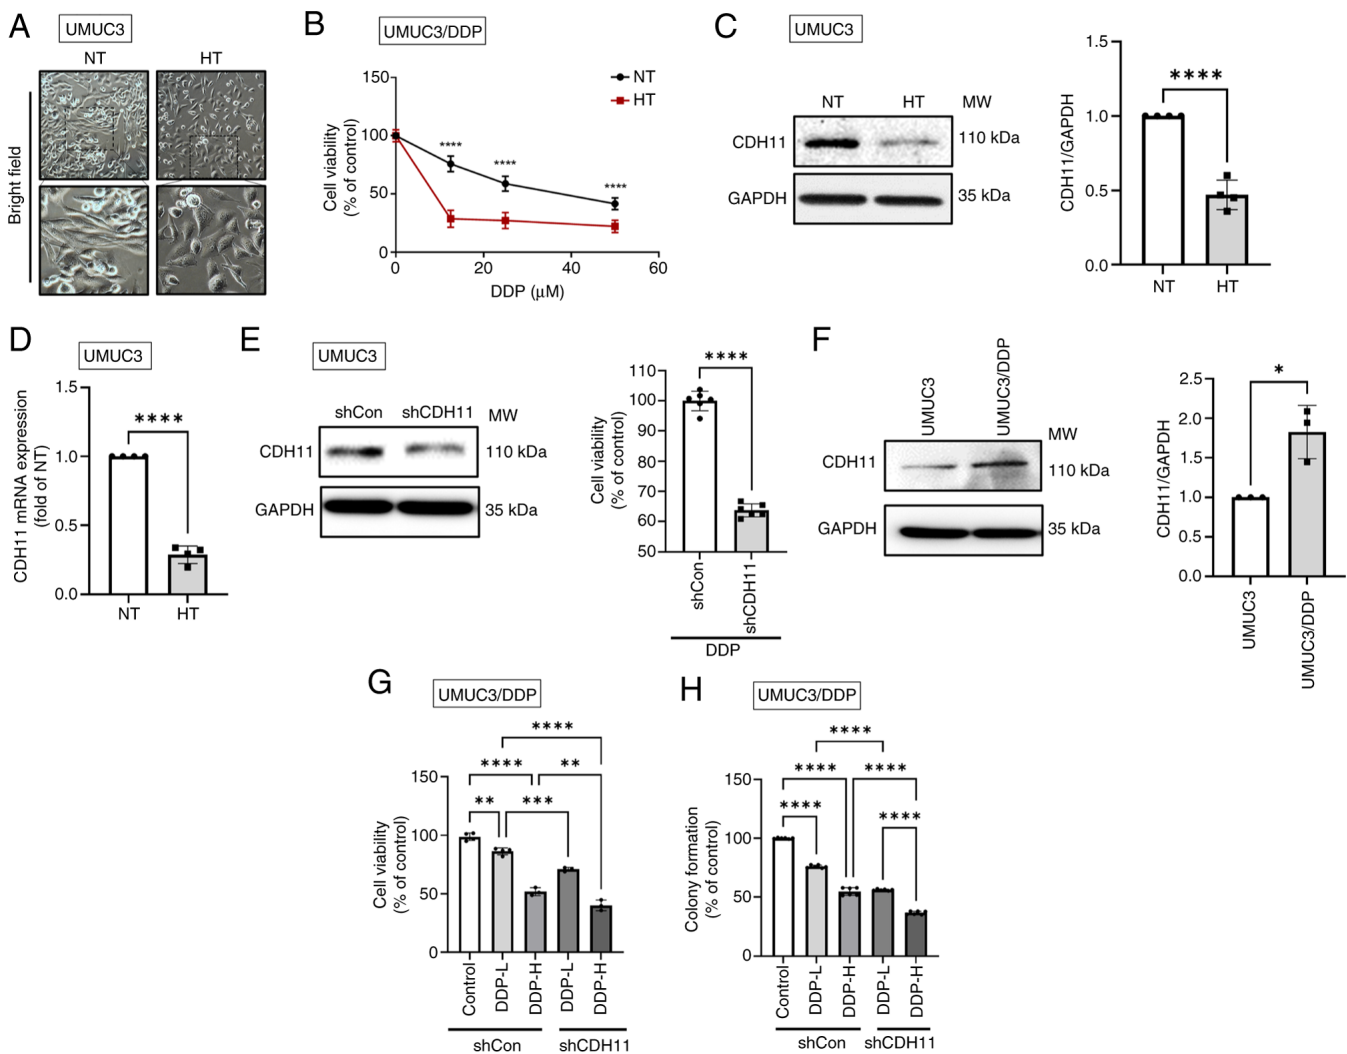 A
UMUC3
NT
HT
Bright field
B
UMUC3/DDP
Cell viability
(% of control)
150
100
50
0
0
20
40
60
DDP (μM)
NT
HT
****
****
****
C
UMUC3
NT
HT
MW
CDH11
110 kDa
GAPDH
35 kDa
CDH11/GAPDH
1.5
1.0
0.5
0.0
****
NT
HT
D
UMUC3
CDH11 mRNA expression
(fold of NT)
1.5
1.0
0.5
0.0
****
NT
HT
E
UMUC3
shCon
shCDH11
MW
CDH11
110 kDa
GAPDH
35 kDa
Cell viability
(% of control)
110
100
90
80
70
60
50
****
shCon
shCDH11
DDP
F
UMUC3
UMUC3/DDP
MW
CDH11
110 kDa
GAPDH
35 kDa
CDH11/GAPDH
2.5
2.0
1.5
1.0
0.5
0.0
*
UMUC3
UMUC3/DDP
G
UMUC3/DDP
Cell viability
(% of control)
150
100
50
0
****
****
**
**
***
Control
DDP-L
DDP-H
DDP-L
DDP-H
shCon
shCDH11
H
UMUC3/DDP
Colony formation
(% of control)
150
100
50
0
****
****
****
****
****
Control
DDP-L
DDP-H
DDP-L
DDP-H
shCon
shCDH11